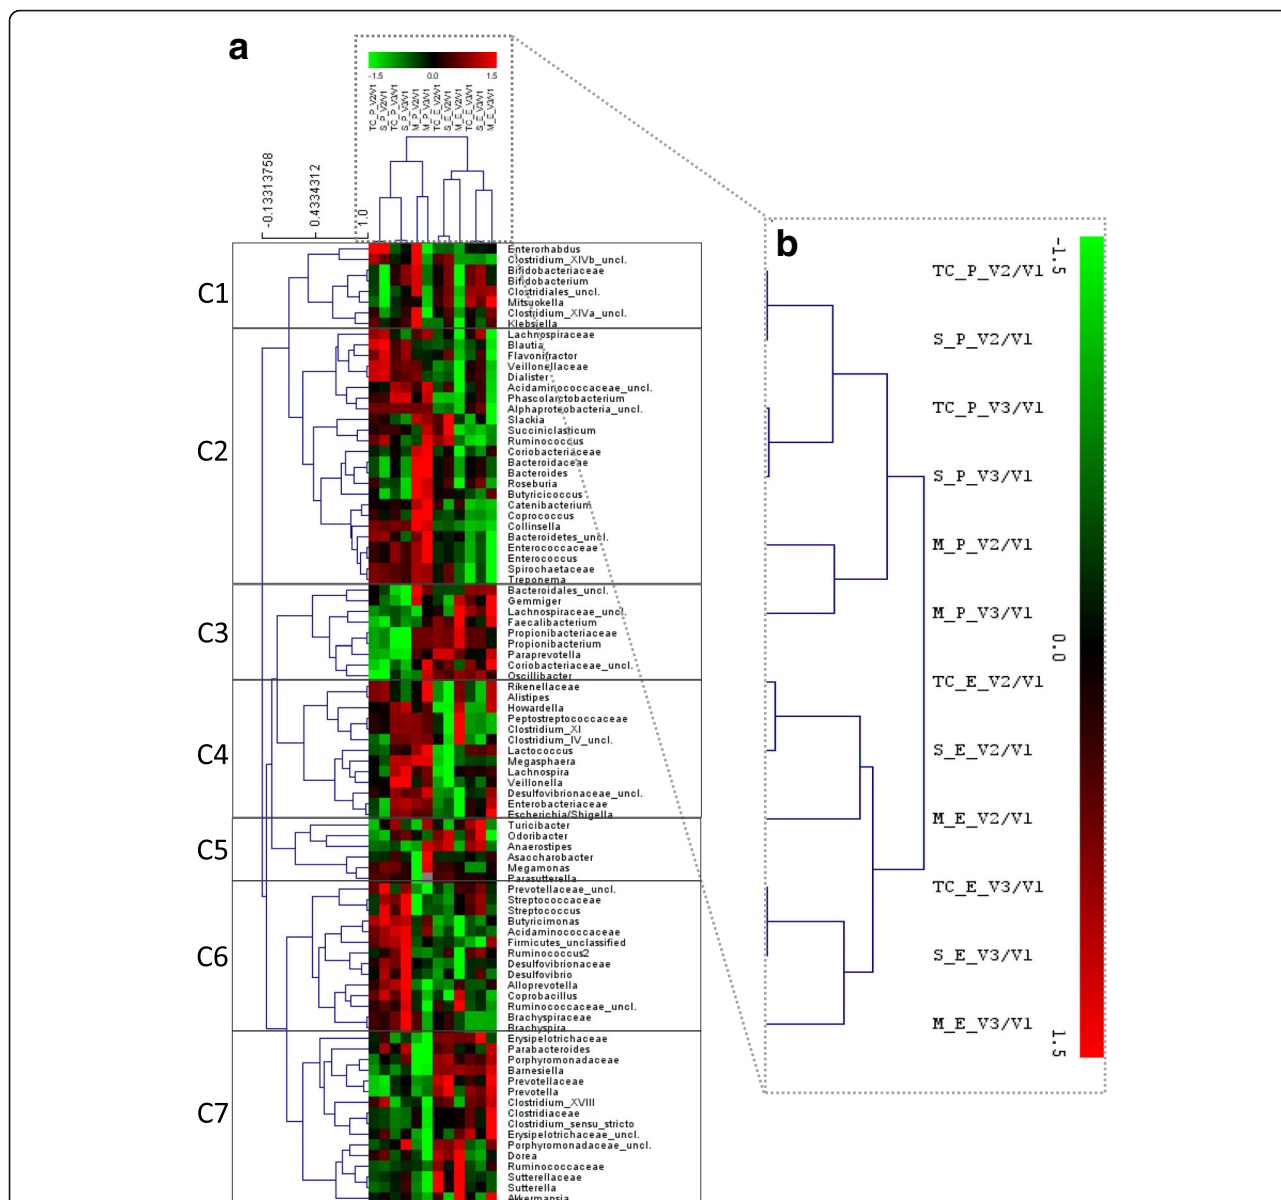 a
-1.5 0.0 1.5
TC_P_V2/V1
S_P_V2/V1
TC_P_V3/V1
S_P_V3/V1
M_P_V2/V1
M_P_V3/V1
TC_E_V2/V1
S_E_V2/V1
M_E_V2/V1
TC_E_V3/V1
S_E_V3/V1
M_E_V3/V1
-0.13313758
0.4334312
1.0
C1
Enterorhabdus
Clostridium_XIVb_uncl.
Bifidobacteriaceae
Bifidobacterium
Clostridiales_uncl.
Mitsuokella
Clostridium_XIVa_uncl.
Klebsiella
C2
Lachnospiraceae
Blautia
Flavonifractor
Veillonellaceae
Dialister
Acidaminococcaceae_uncl.
Phascolarctobacterium
Alphaproteobacteria_uncl.
Slackia
Succiniclasticum
Ruminococcus
Coriobacteriaceae
Bacteroidaceae
Bacteroides
Roseburia
Butyricicoccus
Catenibacterium
Coprococcus
Collinsella
Bacteroidetes_uncl.
Enterococcaceae
Enterococcus
Spirochaetaceae
Treponema
C3
Bacteroidales_uncl.
Gemmiger
Lachnospiraceae_uncl.
Faecalibacterium
Propionibacteriaceae
Propionibacterium
Paraprevotella
Coriobacteriaceae_uncl.
Oscillibacter
C4
Rikenellaceae
Alistipes
Howardella
Peptostreptococcaceae
Clostridium_XI
Clostridium_IV_uncl.
Lactococcus
Megasphaera
Lachnospira
Veillonella
Desulfovibrionaceae_uncl.
Enterobacteriaceae
Escherichia/Shigella
C5
Turicibacter
Odoribacter
Anaerostipes
Asaccharobacter
Megamonas
Parasutterella
C6
Prevotellaceae_uncl.
Streptococcaceae
Streptococcus
Butyricimonas
Acidaminococcaceae
Firmicutes_unclassified
Ruminococcus2
Desulfovibrionaceae
Desulfovibrio
Alloprevotella
Coprobacillus
Ruminococcaceae_uncl.
Brachyspiraceae
Brachyspira
C7
Erysipelotrichaceae
Parabacteroides
Porphyromonadaceae
Barnesiella
Prevotellaceae
Prevotella
Clostridium_XVIII
Clostridiaceae
Clostridium_sensu_stricto
Erysipelotrichaceae_uncl.
Porphyromonadaceae_uncl.
Dorea
Ruminococcaceae
Sutterellaceae
Sutterella
Akkermansia
b
TC_P_V2/V1
S_P_V2/V1
TC_P_V3/V1
S_P_V3/V1
M_P_V2/V1
M_P_V3/V1
TC_E_V2/V1
S_E_V2/V1
M_E_V2/V1
TC_E_V3/V1
S_E_V3/V1
M_E_V3/V1
-1.5
0.0
1.5